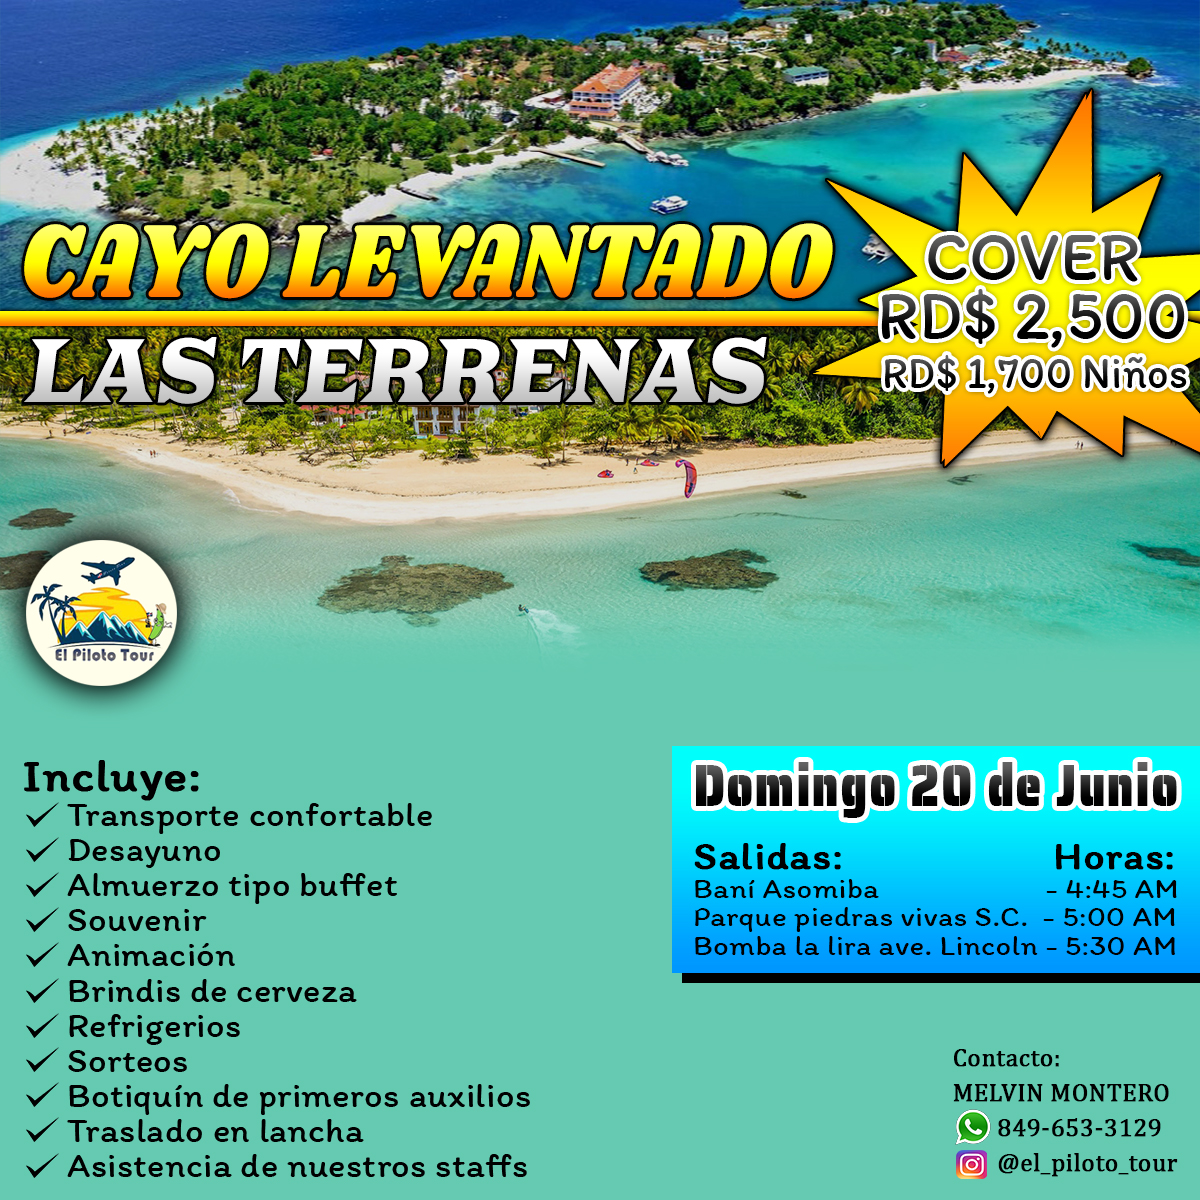 CAYO LEVANTADO
LAS TERRENAS
COVER
RD$ 2,500
RD$ 1,700 Niños
El Piloto Tour
Incluye:
Transporte confortable
Desayuno
Almuerzo tipo buffet
Souvenir
Animación
Brindis de cerveza
Refrigerios
Sorteos
Botiquín de primeros auxilios
Traslado en lancha
Asistencia de nuestros staffs
Domingo 20 de Junio
Salidas: Horas:
Baní Asomiba - 4:45 AM
Parque piedras vivas S.C. - 5:00 AM
Bomba la lira ave. Lincoln - 5:30 AM
Contacto:
MELVIN MONTERO
849-653-3129
@el_piloto_tour